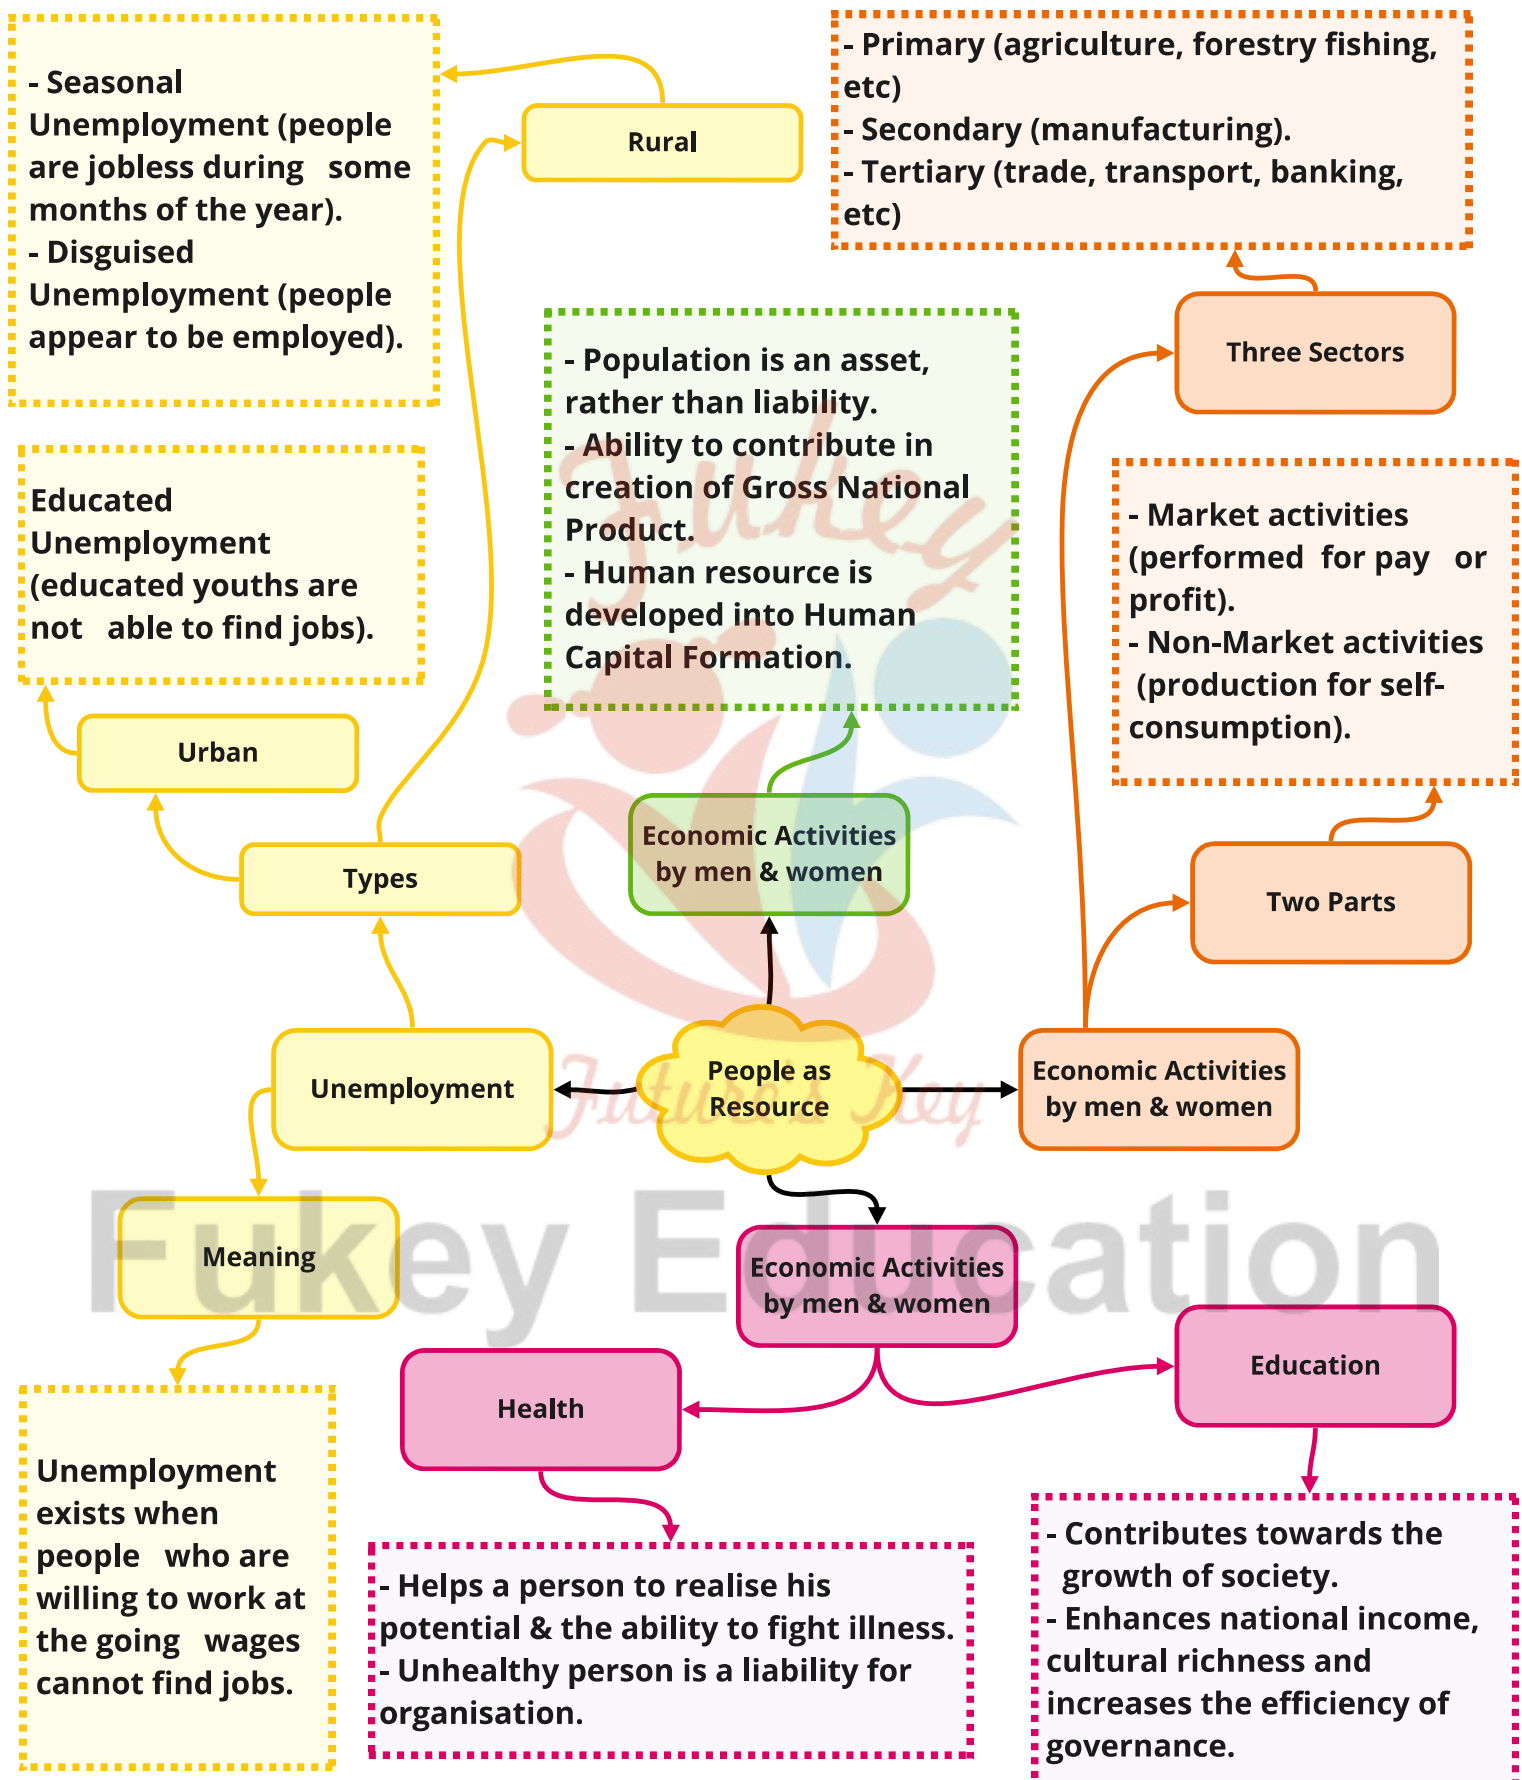 - Seasonal
Unemployment (people
are jobless during some
months of the year).
- Disguised
Unemployment (people
appear to be employed).
Rural
- Primary (agriculture, forestry fishing,
etc)
- Secondary (manufacturing).
- Tertiary (trade, transport, banking,
etc)
Three Sectors
- Population is an asset,
rather than liability.
- Ability to contribute in
creation of Gross National
Product.
- Human resource is
developed into Human
Capital Formation.
Educated
Unemployment
(educated youths are
not able to find jobs).
- Market activities
(performed for pay or
profit).
- Non-Market activities
(production for self-
consumption).
Urban
Types
Economic Activities
by men & women
Two Parts
Unemployment
People as
Resource
Economic Activities
by men & women
Meaning
Economic Activities
by men & women
Health
Education
Unemployment
exists when
people who are
willing to work at
the going wages
cannot find jobs.
- Helps a person to realise his
potential & the ability to fight illness.
- Unhealthy person is a liability for
organisation.
- Contributes towards the
growth of society.
- Enhances national income,
cultural richness and
increases the efficiency of
governance.
Fukey
Future's Key
Fukey Education